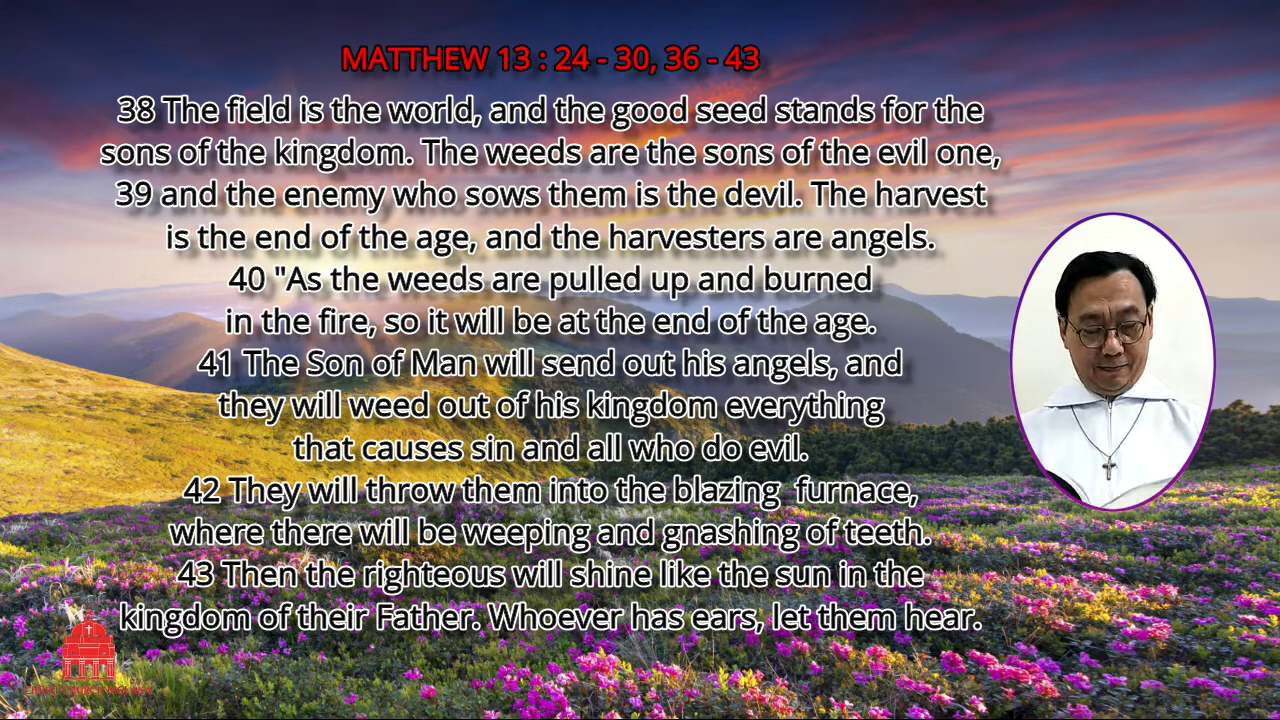 MATTHEW 13 : 24 - 30, 36 - 43
38 The field is the world, and the good seed stands for the
sons of the kingdom. The weeds are the sons of the evil one,
39 and the enemy who sows them is the devil. The harvest
is the end of the age, and the harvesters are angels.
40 "As the weeds are pulled up and burned
in the fire, so it will be at the end of the age.
41 The Son of Man will send out his angels, and
they will weed out of his kingdom everything
that causes sin and all who do evil.
42 They will throw them into the blazing  furnace,
where there will be weeping and gnashing of teeth.
43 Then the righteous will shine like the sun in the
kingdom of their Father. Whoever has ears, let them hear.
CHRIST CHURCH MELAKA